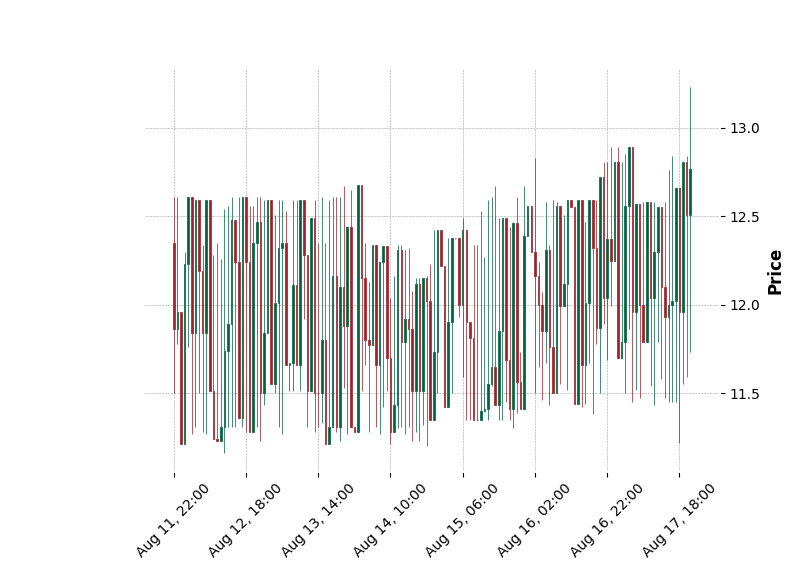 13.0
12.5
12.0
11.5
Price
Aug 11, 22:00
Aug 12, 18:00
Aug 13, 14:00
Aug 14, 10:00
Aug 15, 06:00
Aug 16, 02:00
Aug 16, 22:00
Aug 17, 18:00